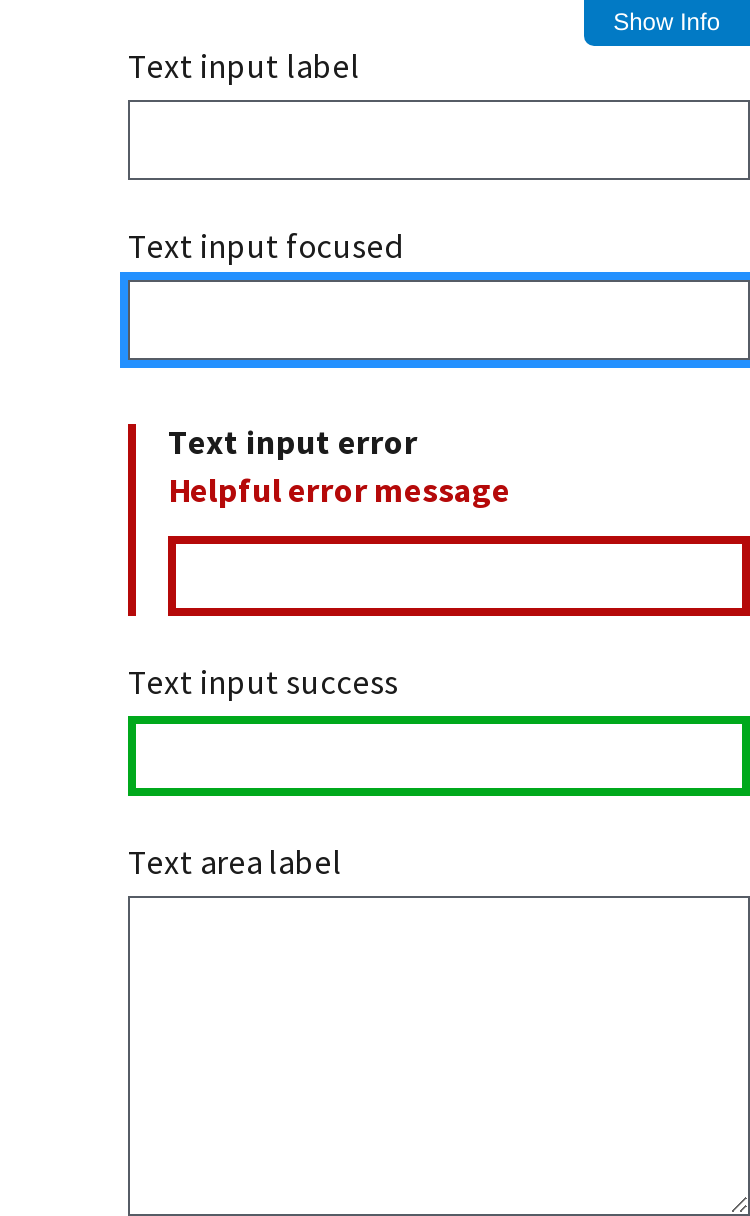 Show Info
Text input label
Text input focused
Text input error
Helpful error message
Text input success
Text area label